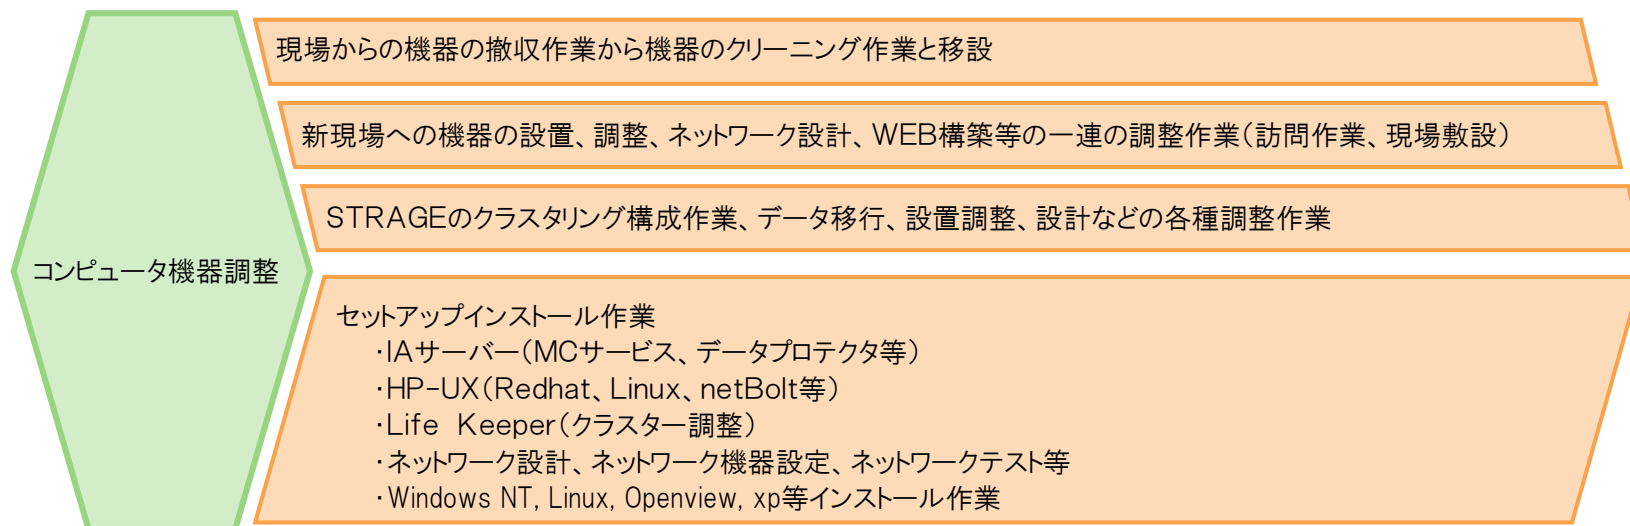 コンピュータ機器調整
現場からの機器の撤収作業から機器のクリーニング作業と移設
新現場への機器の設置、調整、ネットワーク設計、WEB構築等の一連の調整作業(訪問作業、現場敷設)
STRAGEのクラスタリング構成作業、データ移行、設置調整、設計などの各種調整作業
セットアップインストール作業
・IAサーバー(MCサービス、データプロテクタ等)
・HP-UX(Redhat、Linux、netBolt等)
・Life Keeper(クラスター調整)
・ネットワーク設計、ネットワーク機器設定、ネットワークテスト等
・Windows NT, Linux, Openview, xp等インストール作業